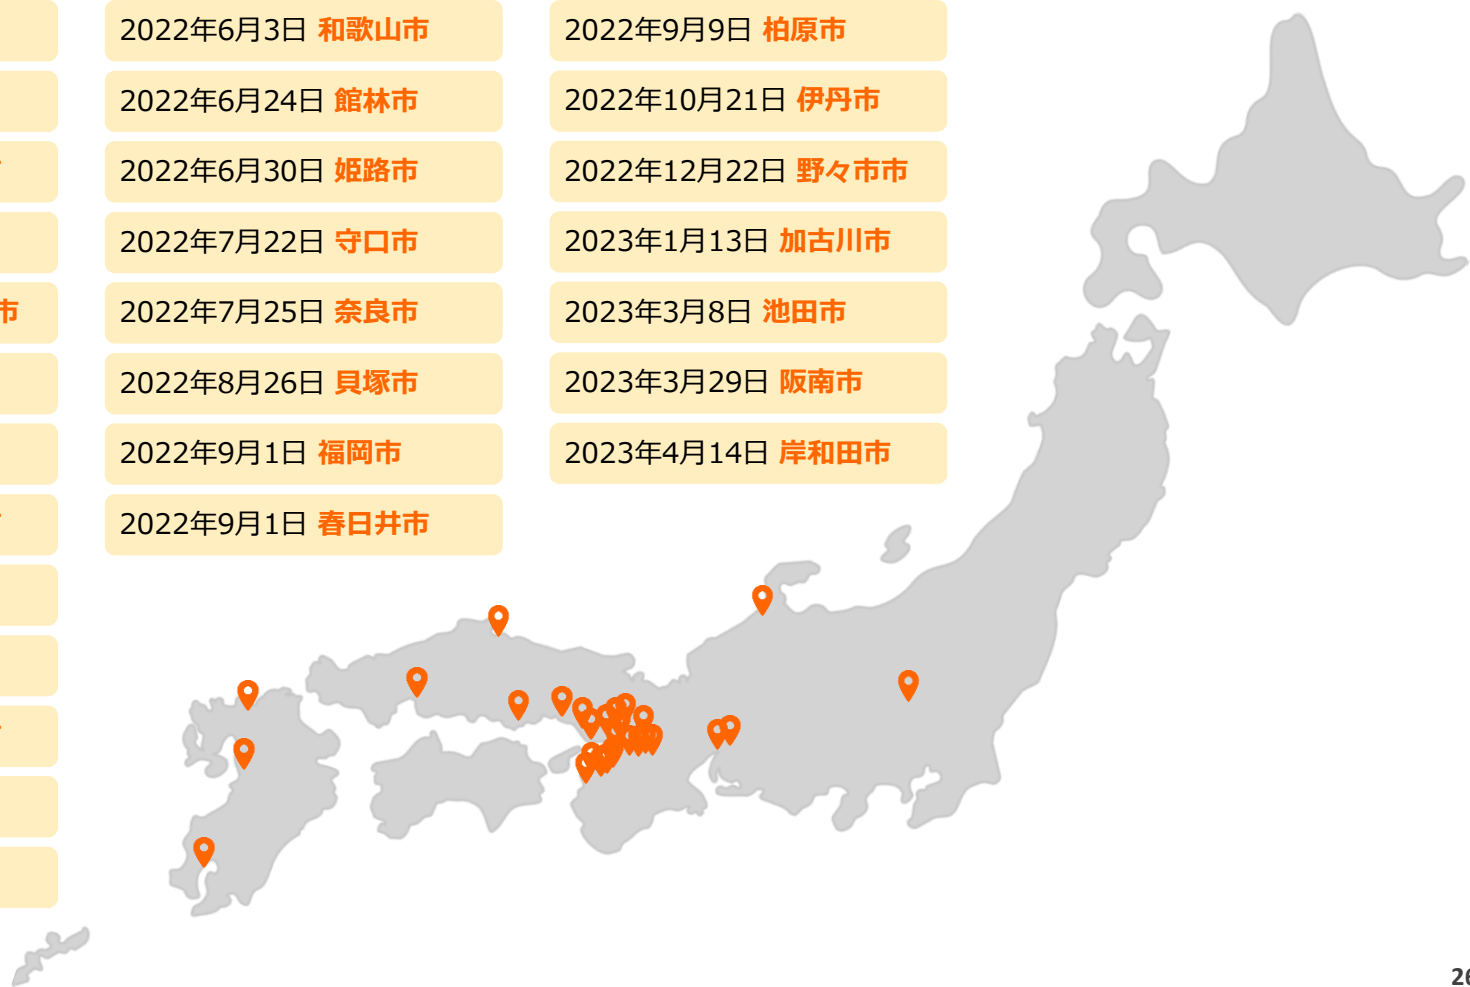 市
2022年6月3日 和歌山市
2022年6月24日 館林市
2022年6月30日 姫路市
2022年7月22日 守口市
2022年7月25日 奈良市
2022年8月26日 貝塚市
2022年9月1日 福岡市
2022年9月1日 春日井市
2022年9月9日 柏原市
2022年10月21日 伊丹市
2022年12月22日 野々市市
2023年1月13日 加古川市
2023年3月8日 池田市
2023年3月29日 阪南市
2023年4月14日 岸和田市